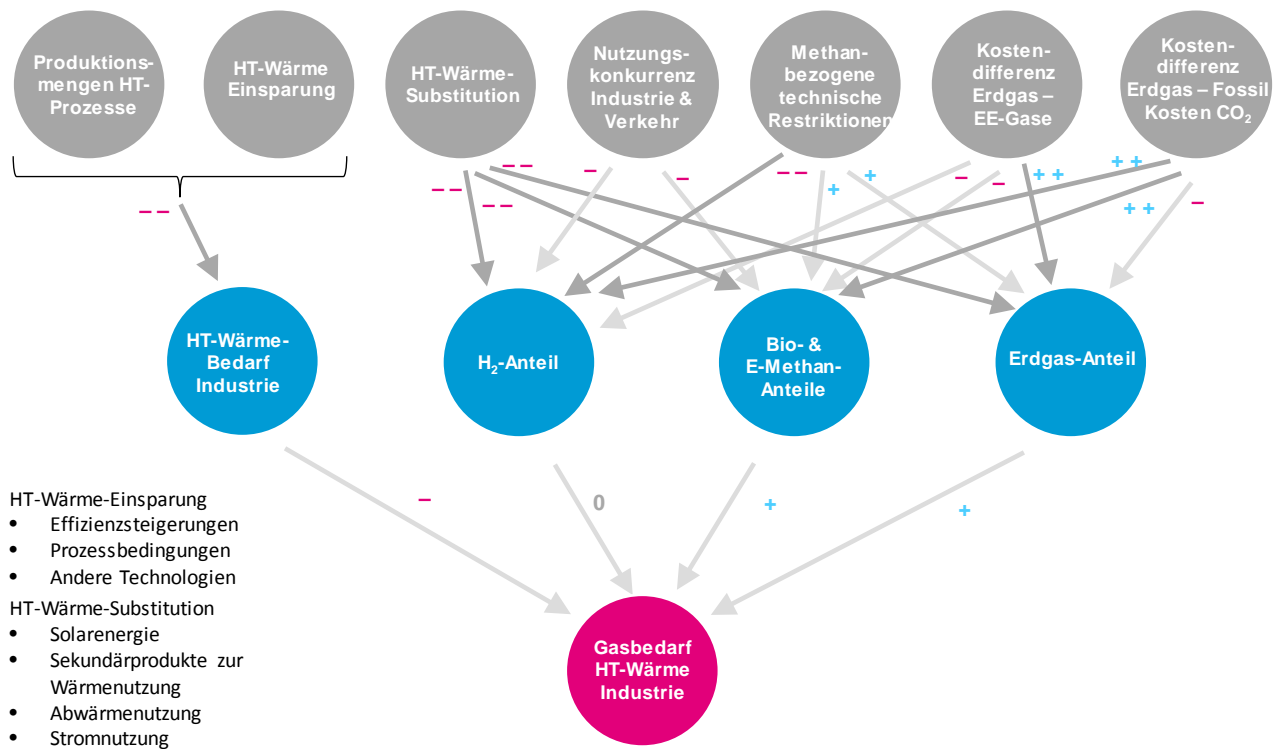 Produktions-
mengen HT-
Prozesse
HT-Wärme
Einsparung
HT-Wärme-
Substitution
Nutzungs-
konkurrenz
Industrie &
Verkehr
Methan-
bezogene
technische
Restriktionen
Kosten-
differenz
Erdgas –
EE-Gase
Kosten-
differenz
Erdgas – Fossil
Kosten CO₂
– –
– –
– –
– –
–
–
– –
+
+
–
–
+ +
+ +
+ +
–
HT-Wärme-
Bedarf
Industrie
H₂-Anteil
Bio- &
E-Methan-
Anteile
Erdgas-Anteil
–
0
+
+
Gasbedarf
HT-Wärme
Industrie
HT-Wärme-Einsparung
• Effizienzsteigerungen
• Prozessbedingungen
• Andere Technologien
HT-Wärme-Substitution
• Solarenergie
• Sekundärprodukte zur
Wärmenutzung
• Abwärmenutzung
• Stromnutzung